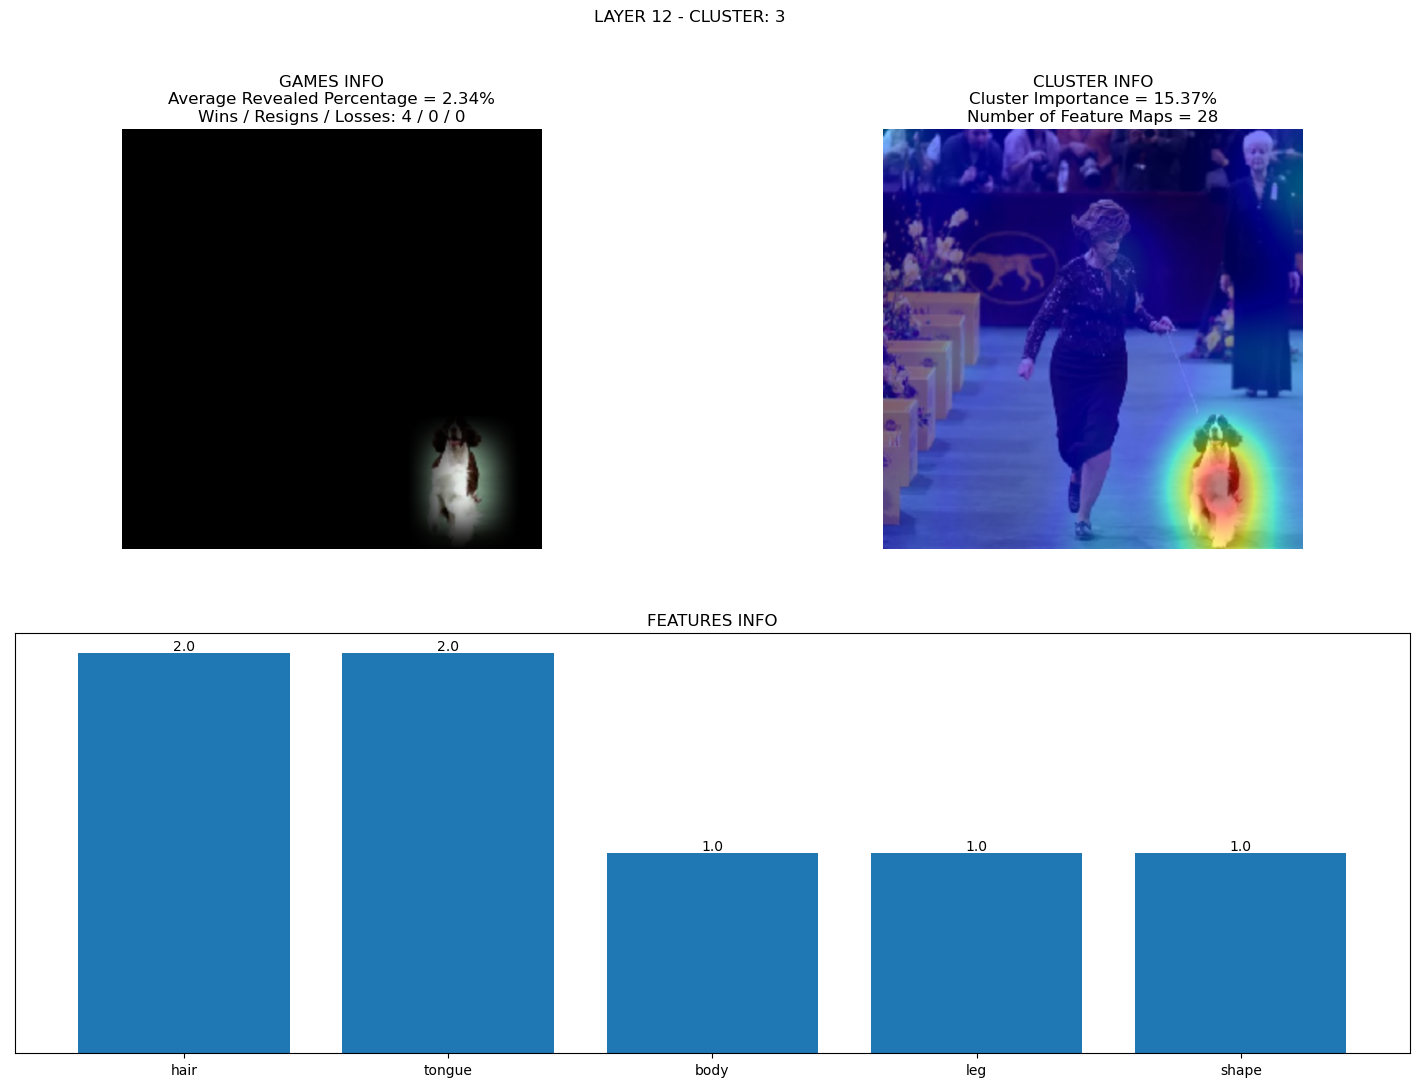 LAYER 12 - CLUSTER: 3
GAMES INFO
Average Revealed Percentage = 2.34%
Wins / Resigns / Losses: 4 / 0 / 0
CLUSTER INFO
Cluster Importance = 15.37%
Number of Feature Maps = 28
FEATURES INFO
2.0
2.0
1.0
1.0
1.0
hair
tongue
body
leg
shape